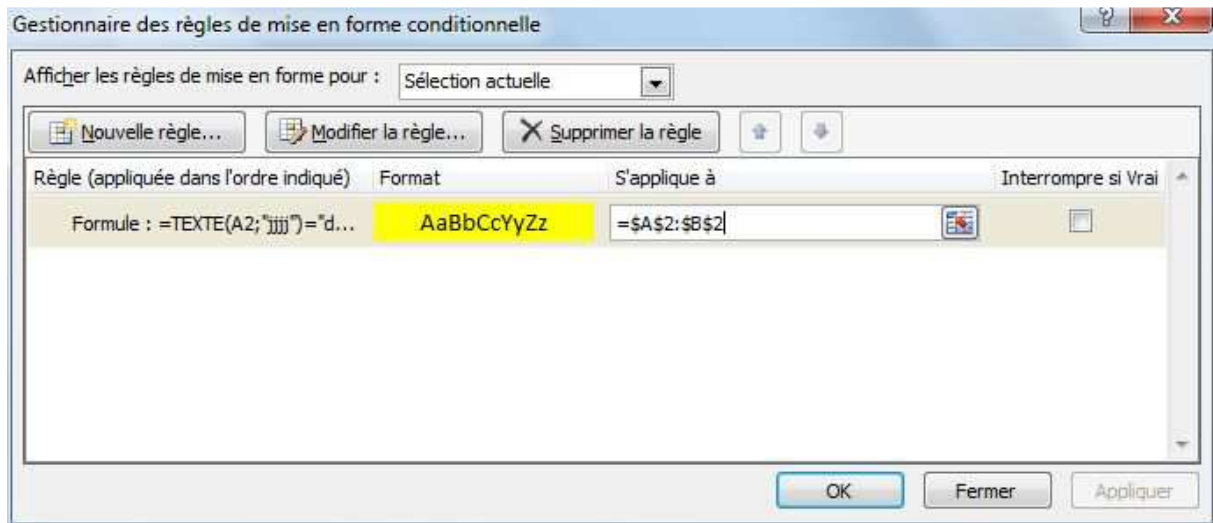 Gestionnaire des règles de mise en forme conditionnelle
Afficher les règles de mise en forme pour : Sélection actuelle
Nouvelle règle... Modifier la règle... Supprimer la règle
Règle (appliquée dans l'ordre indiqué) Format S'applique à Interrompre si Vrai
Formule : =TEXTE(A2;"jjjj")="d... AaBbCcYyZz =$A$2:$B$2
OK Fermer Appliquer